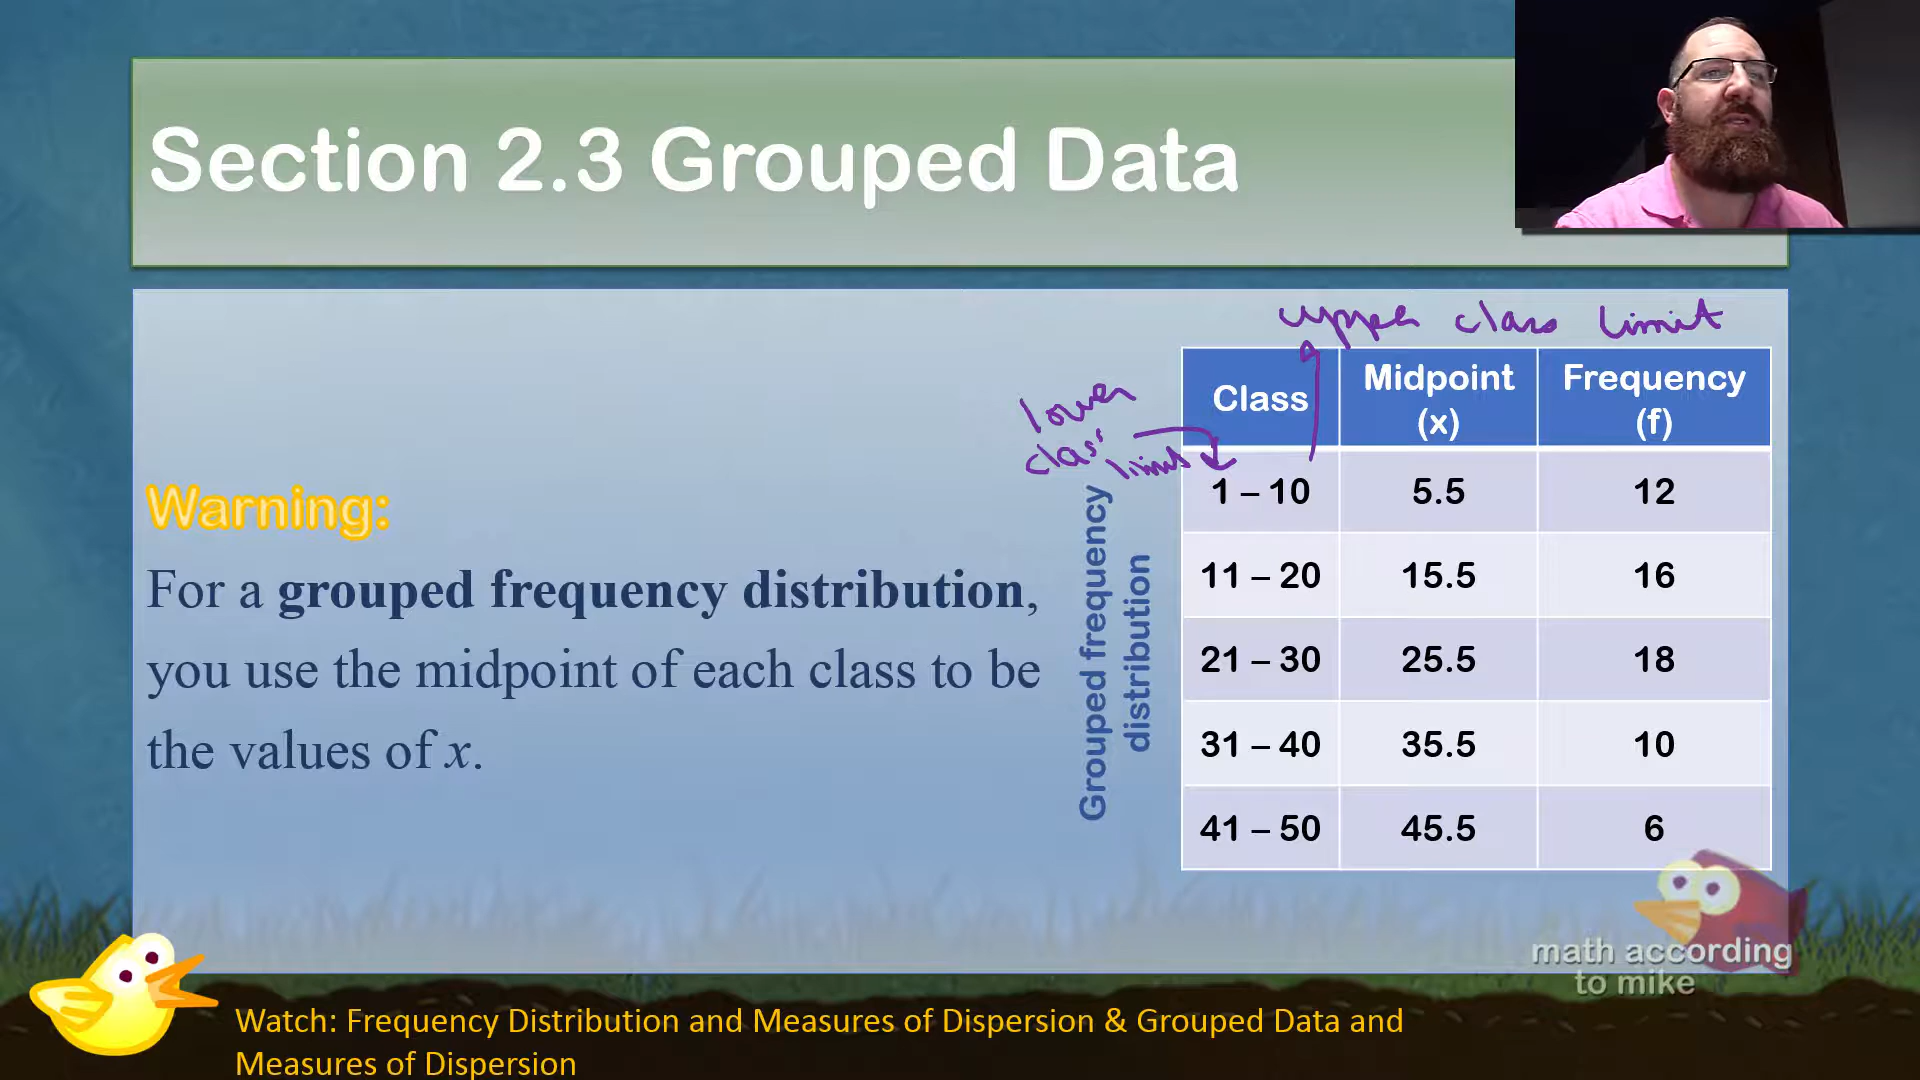 Section 2.3 Grouped Data
upper class limit
lower
class limit
Warning:
For a grouped frequency distribution,
you use the midpoint of each class to be
the values of x.
Grouped frequency
distribution
Class Midpoint (x) Frequency (f)
1 – 10 5.5 12
11 – 20 15.5 16
21 – 30 25.5 18
31 – 40 35.5 10
41 – 50 45.5 6
math according
to mike
Watch: Frequency Distribution and Measures of Dispersion & Grouped Data and
Measures of Dispersion